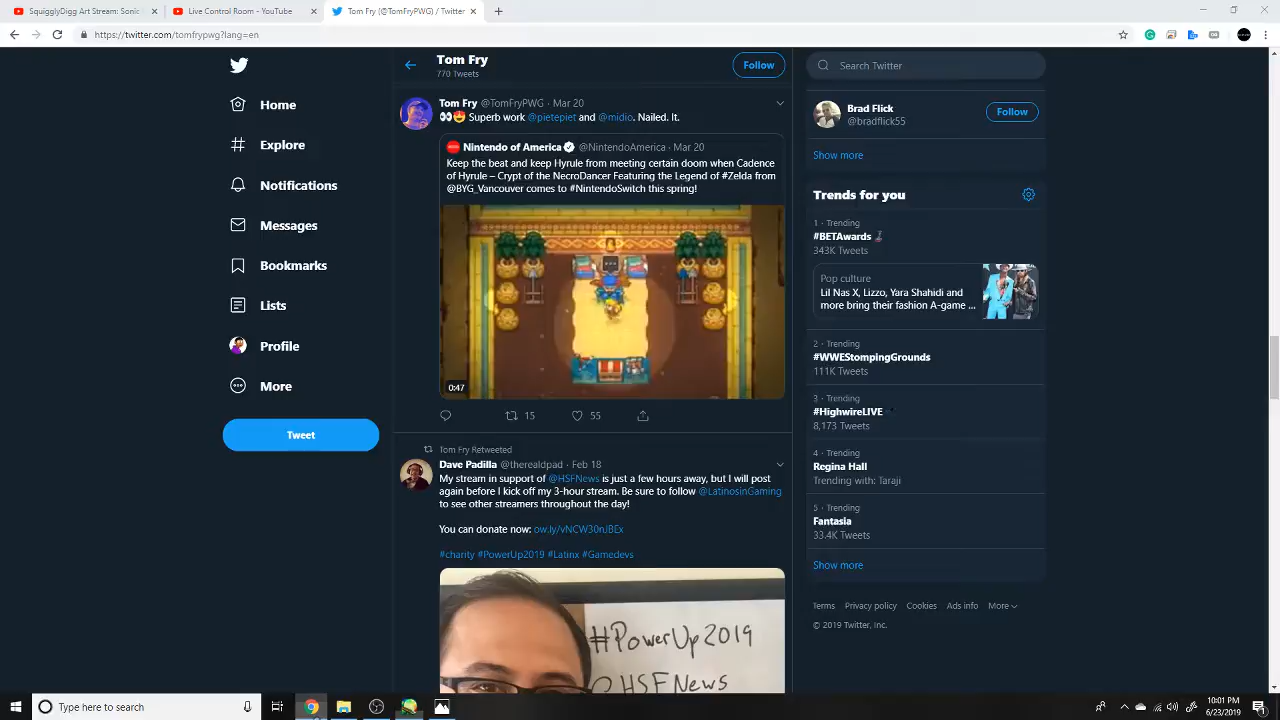 SquigglyDigg Art Stream: Sonic
Live Control Room - YouTube
Tom Fry (@TomFryPWG) / Twitter
https://twitter.com/tomfrypwg?lang=en
Home
Explore
Notifications
Messages
Bookmarks
Lists
Profile
More
Tweet
Tom Fry
770 Tweets
Follow
Tom Fry @TomFryPWG · Mar 20
👀😍 Superb work @pietepiet and @midio. Nailed. It.
Nintendo of America @NintendoAmerica · Mar 20
Keep the beat and keep Hyrule from meeting certain doom when Cadence
of Hyrule – Crypt of the NecroDancer Featuring the Legend of #Zelda from
@BYG_Vancouver comes to #NintendoSwitch this spring!
0:47
15
55
Tom Fry Retweeted
Dave Padilla @therealdpad · Feb 18
My stream in support of @HSFNews is just a few hours away, but I will post
again before I kick off my 3-hour stream. Be sure to follow @LatinosinGaming
to see other streamers throughout the day!
You can donate now: ow.ly/vNCW30nJBEx
#charity #PowerUp2019 #Latinx #Gamedevs
#PowerUp2019
@HSFNews
Search Twitter
Brad Flick
@bradflick55
Follow
Show more
Trends for you
1 · Trending
#BETAwards
343K Tweets
Pop culture
Lil Nas X, Lizzo, Yara Shahidi and
more bring their fashion A-game ...
2 · Trending
#WWEStompingGrounds
111K Tweets
3 · Trending
#HighwireLIVE
8,173 Tweets
4 · Trending
Regina Hall
Trending with: Taraji
5 · Trending
Fantasia
33.4K Tweets
Show more
Terms Privacy policy Cookies Ads info More
© 2019 Twitter, Inc.
Type here to search
10:01 PM
6/23/2019